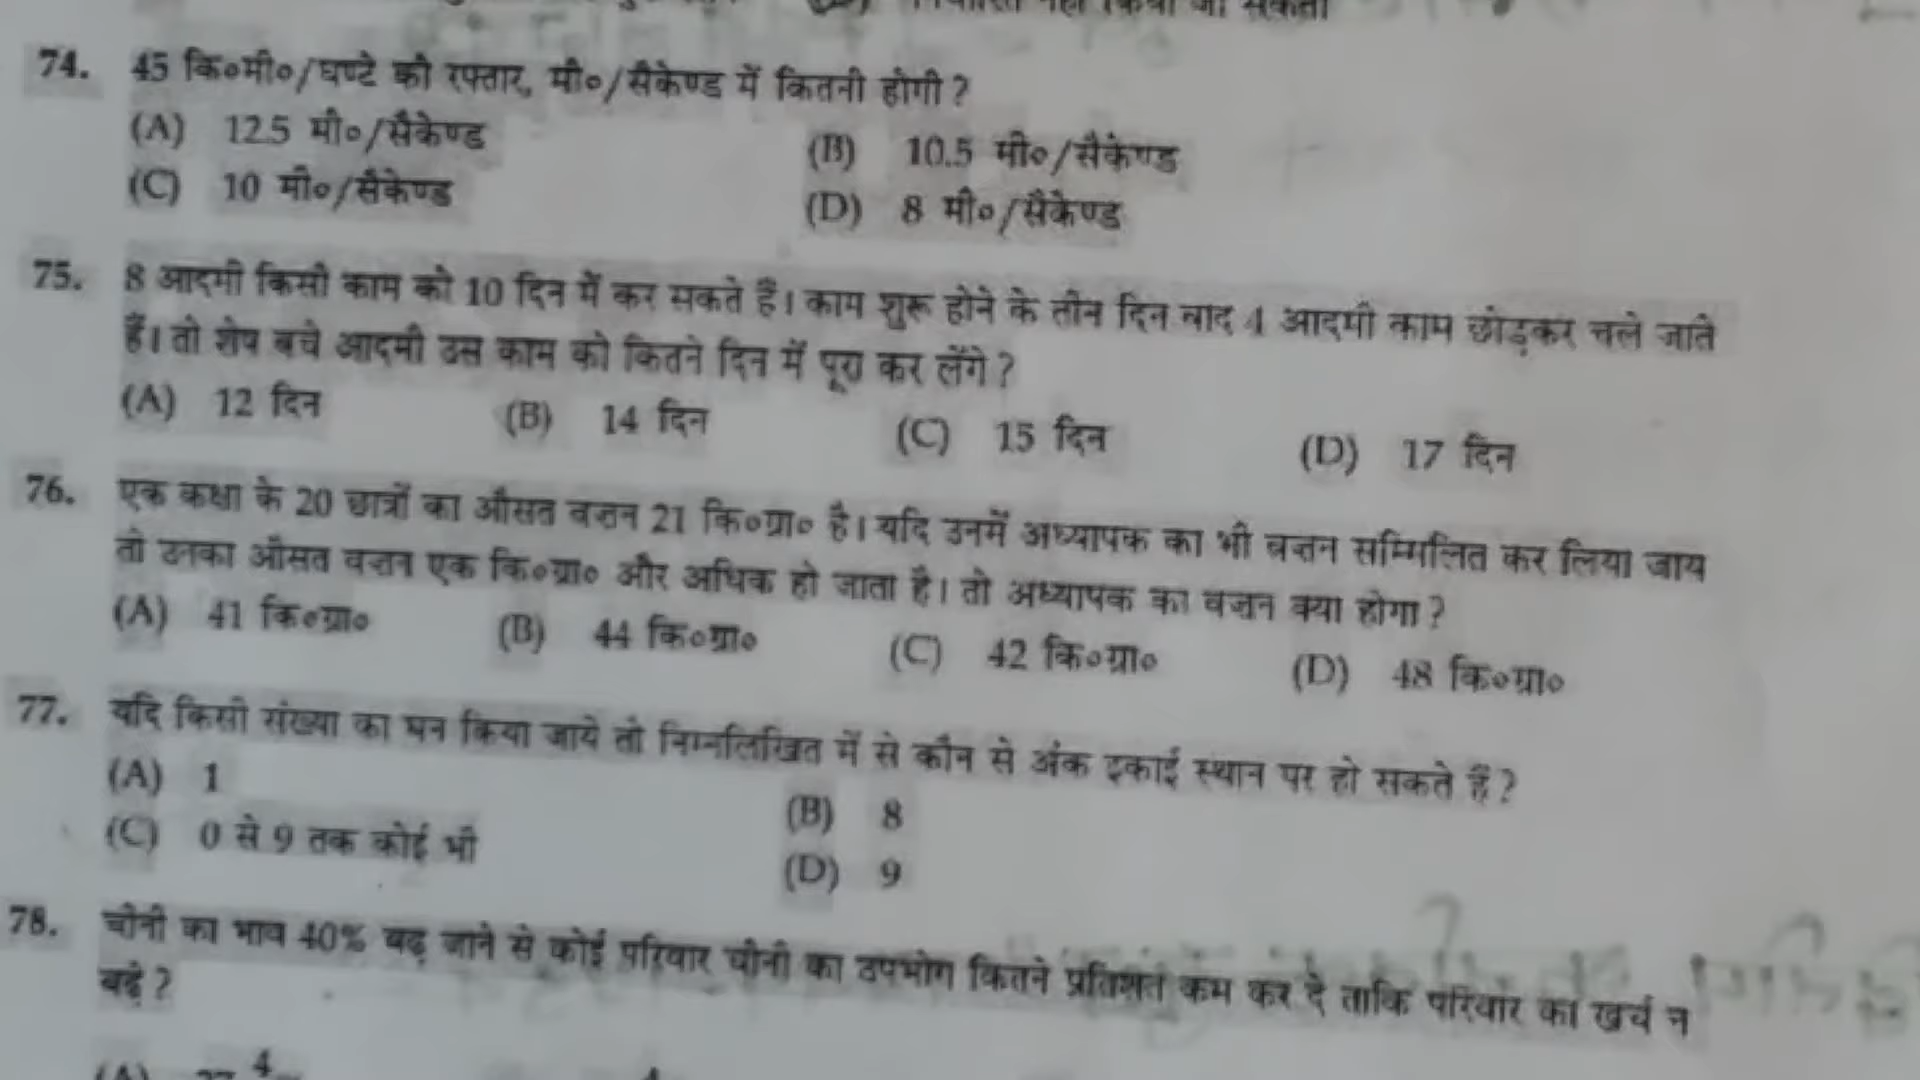 74. 45 कि०मी०/घण्टे की रफ्तार, मी०/सैकेण्ड में कितनी होगी ?
(A) 12.5 मी०/सैकेण्ड (B) 10.5 मी०/सैकेण्ड
(C) 10 मी०/सैकेण्ड (D) 8 मी०/सैकेण्ड
75. 8 आदमी किसी काम को 10 दिन में कर सकते हैं। काम शुरू होने के तीन दिन बाद 4 आदमी काम छोड़कर चले जाते
हैं। तो शेष बचे आदमी उस काम को कितने दिन में पूरा कर लेंगे ?
(A) 12 दिन (B) 14 दिन (C) 15 दिन (D) 17 दिन
76. एक कक्षा के 20 छात्रों का औसत वज़न 21 कि०ग्रा० है। यदि उनमें अध्यापक का भी वज़न सम्मिलित कर लिया जाय
तो उनका औसत वज़न एक कि०ग्रा० और अधिक हो जाता है। तो अध्यापक का वज़न क्या होगा ?
(A) 41 कि०ग्रा० (B) 44 कि०ग्रा० (C) 42 कि०ग्रा० (D) 48 कि०ग्रा०
77. यदि किसी संख्या का घन किया जाये तो निम्नलिखित में से कौन से अंक इकाई स्थान पर हो सकते हैं ?
(A) 1 (B) 8
(C) 0 से 9 तक कोई भी (D) 9
78. चीनी का भाव 40% बढ़ जाने से कोई परिवार चीनी का उपभोग कितने प्रतिशत कम कर दे ताकि परिवार का खर्च न
बढ़े ?